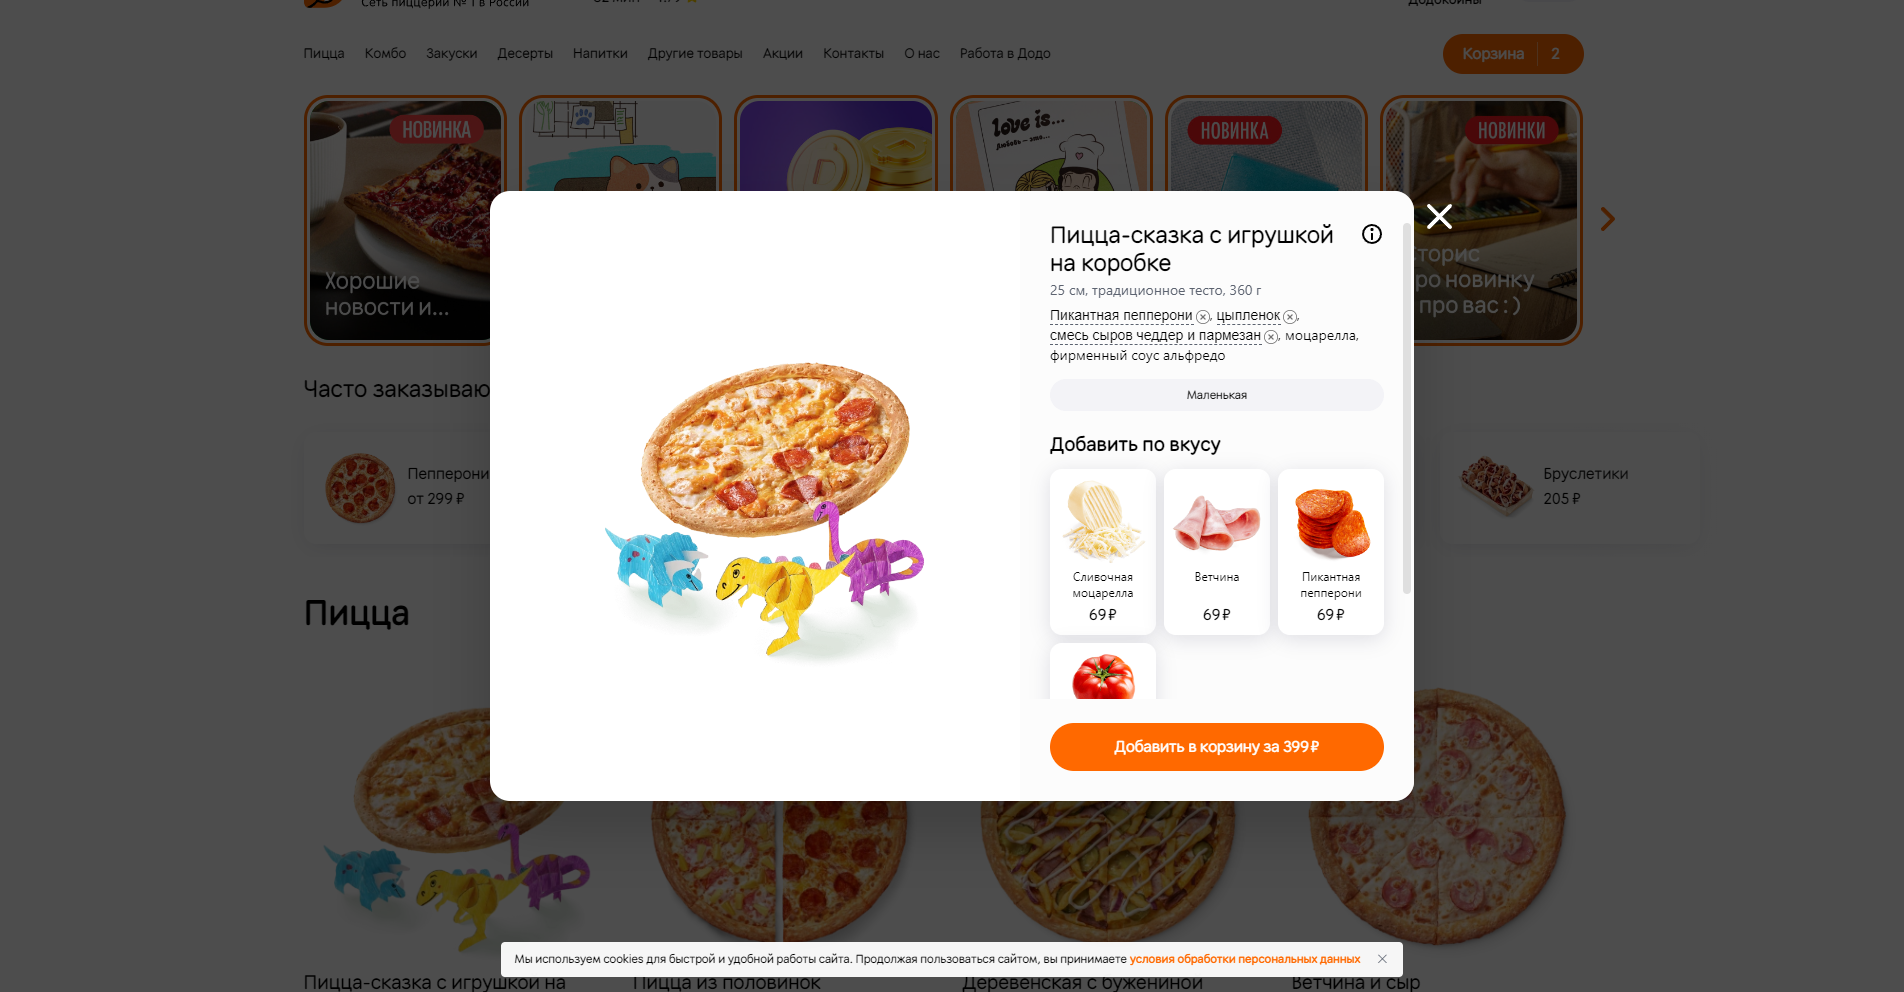 Сеть пиццерий № 1 в России
Пицца Комбо Закуски Десерты Напитки Другие товары Акции Контакты О нас Работа в Додо
Корзина 2
НОВИНКА
love is...
НОВИНКА
НОВИНКИ
Хорошие
новости и...
торис
ро новинку
про вас : )
Часто заказываю
Пепперони
от 299 ₽
Бруслетики
205 ₽
Пицца
Пицца-сказка с игрушкой
на коробке
25 см, традиционное тесто, 360 г
Пикантная пепперони, цыпленок,
смесь сыров чеддер и пармезан, моцарелла,
фирменный соус альфредо
Маленькая
Добавить по вкусу
Сливочная
моцарелла
69 ₽
Ветчина
69 ₽
Пикантная
пепперони
69 ₽
Добавить в корзину за 399 ₽
Мы используем cookies для быстрой и удобной работы сайта. Продолжая пользоваться сайтом, вы принимаете условия обработки персональных данных
Пицца-сказка с игрушкой на
Пицца из половинок
Деревенская с бужениной
Ветчина и сыр